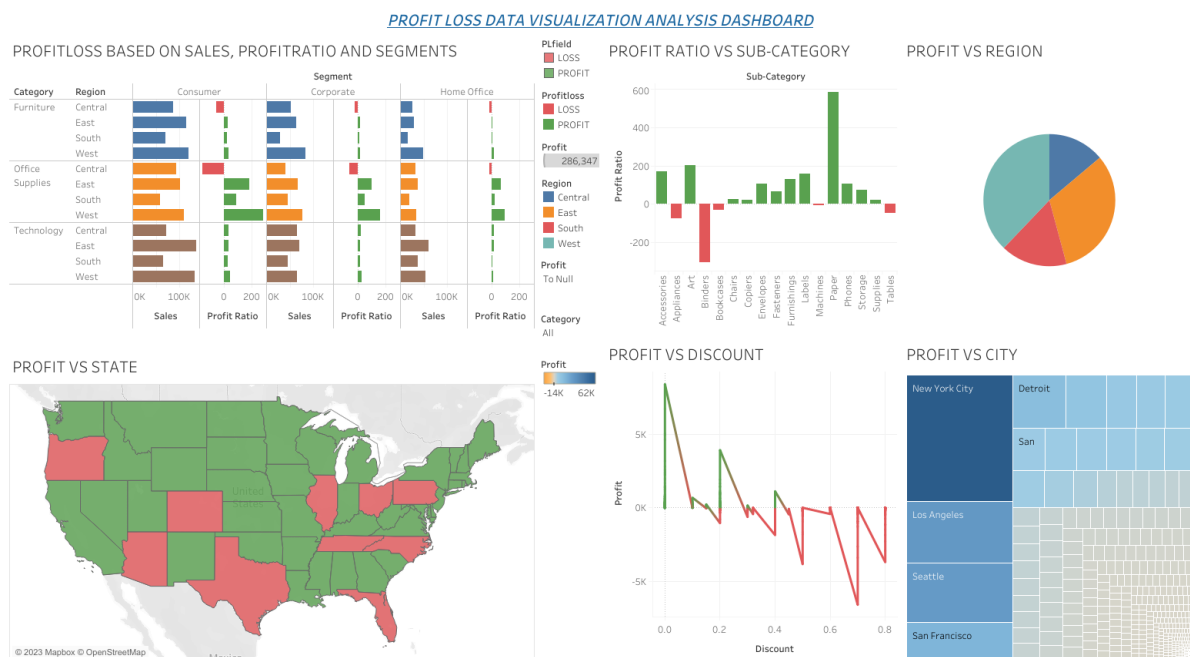 PROFIT LOSS DATA VISUALIZATION ANALYSIS DASHBOARD
PROFITLOSS BASED ON SALES, PROFITRATIO AND SEGMENTS
Segment
Category Region Consumer Corporate Home Office
Furniture Central
East
South
West
Office Supplies Central
East
South
West
Technology Central
East
South
West
0K 100K 0 200 0K 100K 0 200 0K 100K 0 200
Sales Profit Ratio Sales Profit Ratio Sales Profit Ratio
PLfield
LOSS
PROFIT
Profitloss
LOSS
PROFIT
Profit
286,347
Region
Central
East
South
West
Profit
To Null
Category
All
Profit
-14K 62K
PROFIT RATIO VS SUB-CATEGORY
Sub-Category
Profit Ratio
600
400
200
0
-200
Accessories
Appliances
Art
Binders
Bookcases
Chairs
Copiers
Envelopes
Fasteners
Furnishings
Labels
Machines
Paper
Phones
Storage
Supplies
Tables
PROFIT VS REGION
PROFIT VS STATE
United
States
Mexico
© 2023 Mapbox © OpenStreetMap
PROFIT VS DISCOUNT
Profit
5K
0K
-5K
0.0 0.2 0.4 0.6 0.8
Discount
PROFIT VS CITY
New York City
Detroit
San
Los Angeles
Seattle
San Francisco